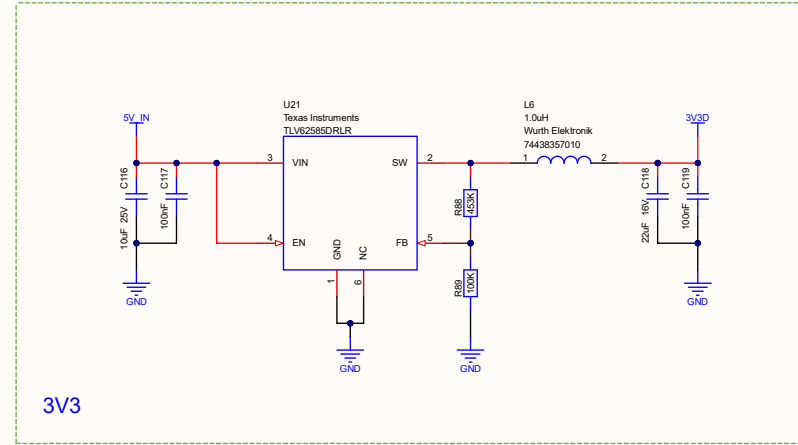 U21
Texas Instruments
TLV62585DRLR
L6
1.0uH
Wurth Elektronik
74438357010
5V_IN
3V3D
3 VIN
SW 2
1 2
C116
10uF 25V
C117
100nF
R88
453K
C118
22uF 16V
C119
100nF
4 EN
FB 5
GND
NC
1
6
R89
100K
GND
GND
GND
GND
3V3